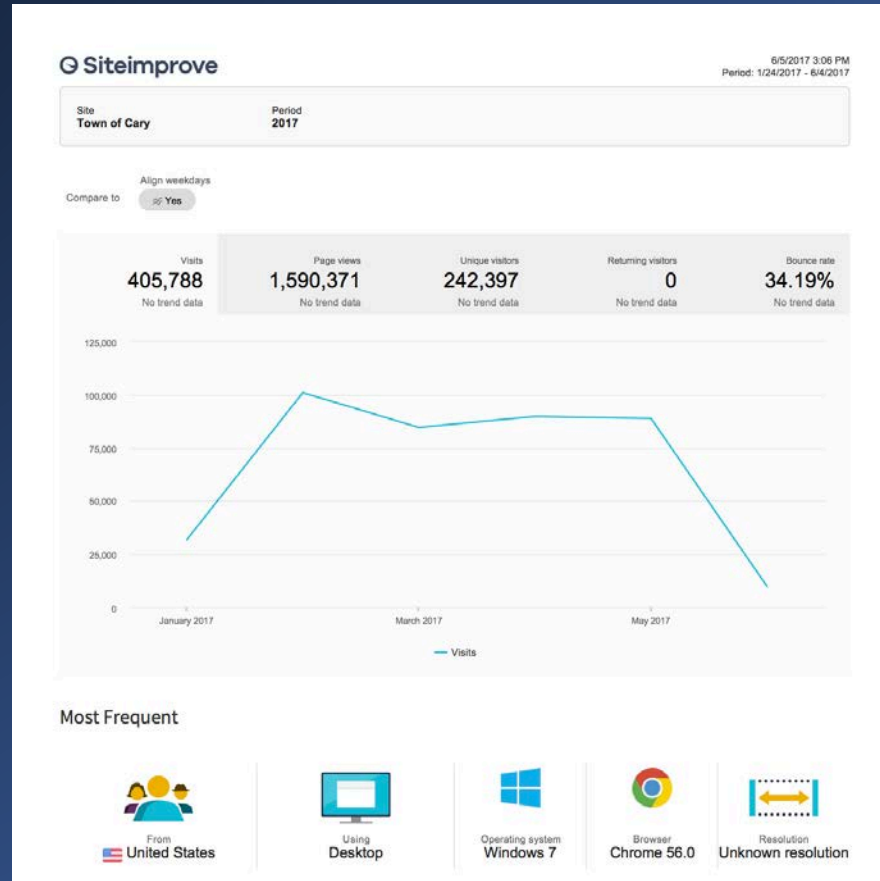 Siteimprove
6/5/2017 3:06 PM
Period: 1/24/2017 - 6/4/2017
Site
Town of Cary
Period
2017
Compare to
Align weekdays
Yes
Visits
405,788
No trend data
Page views
1,590,371
No trend data
Unique visitors
242,397
No trend data
Returning visitors
0
No trend data
Bounce rate
34.19%
No trend data
125,000
100,000
75,000
50,000
25,000
0
January 2017
March 2017
May 2017
Visits
Most Frequent
From
United States
Using
Desktop
Operating system
Windows 7
Browser
Chrome 56.0
Resolution
Unknown resolution